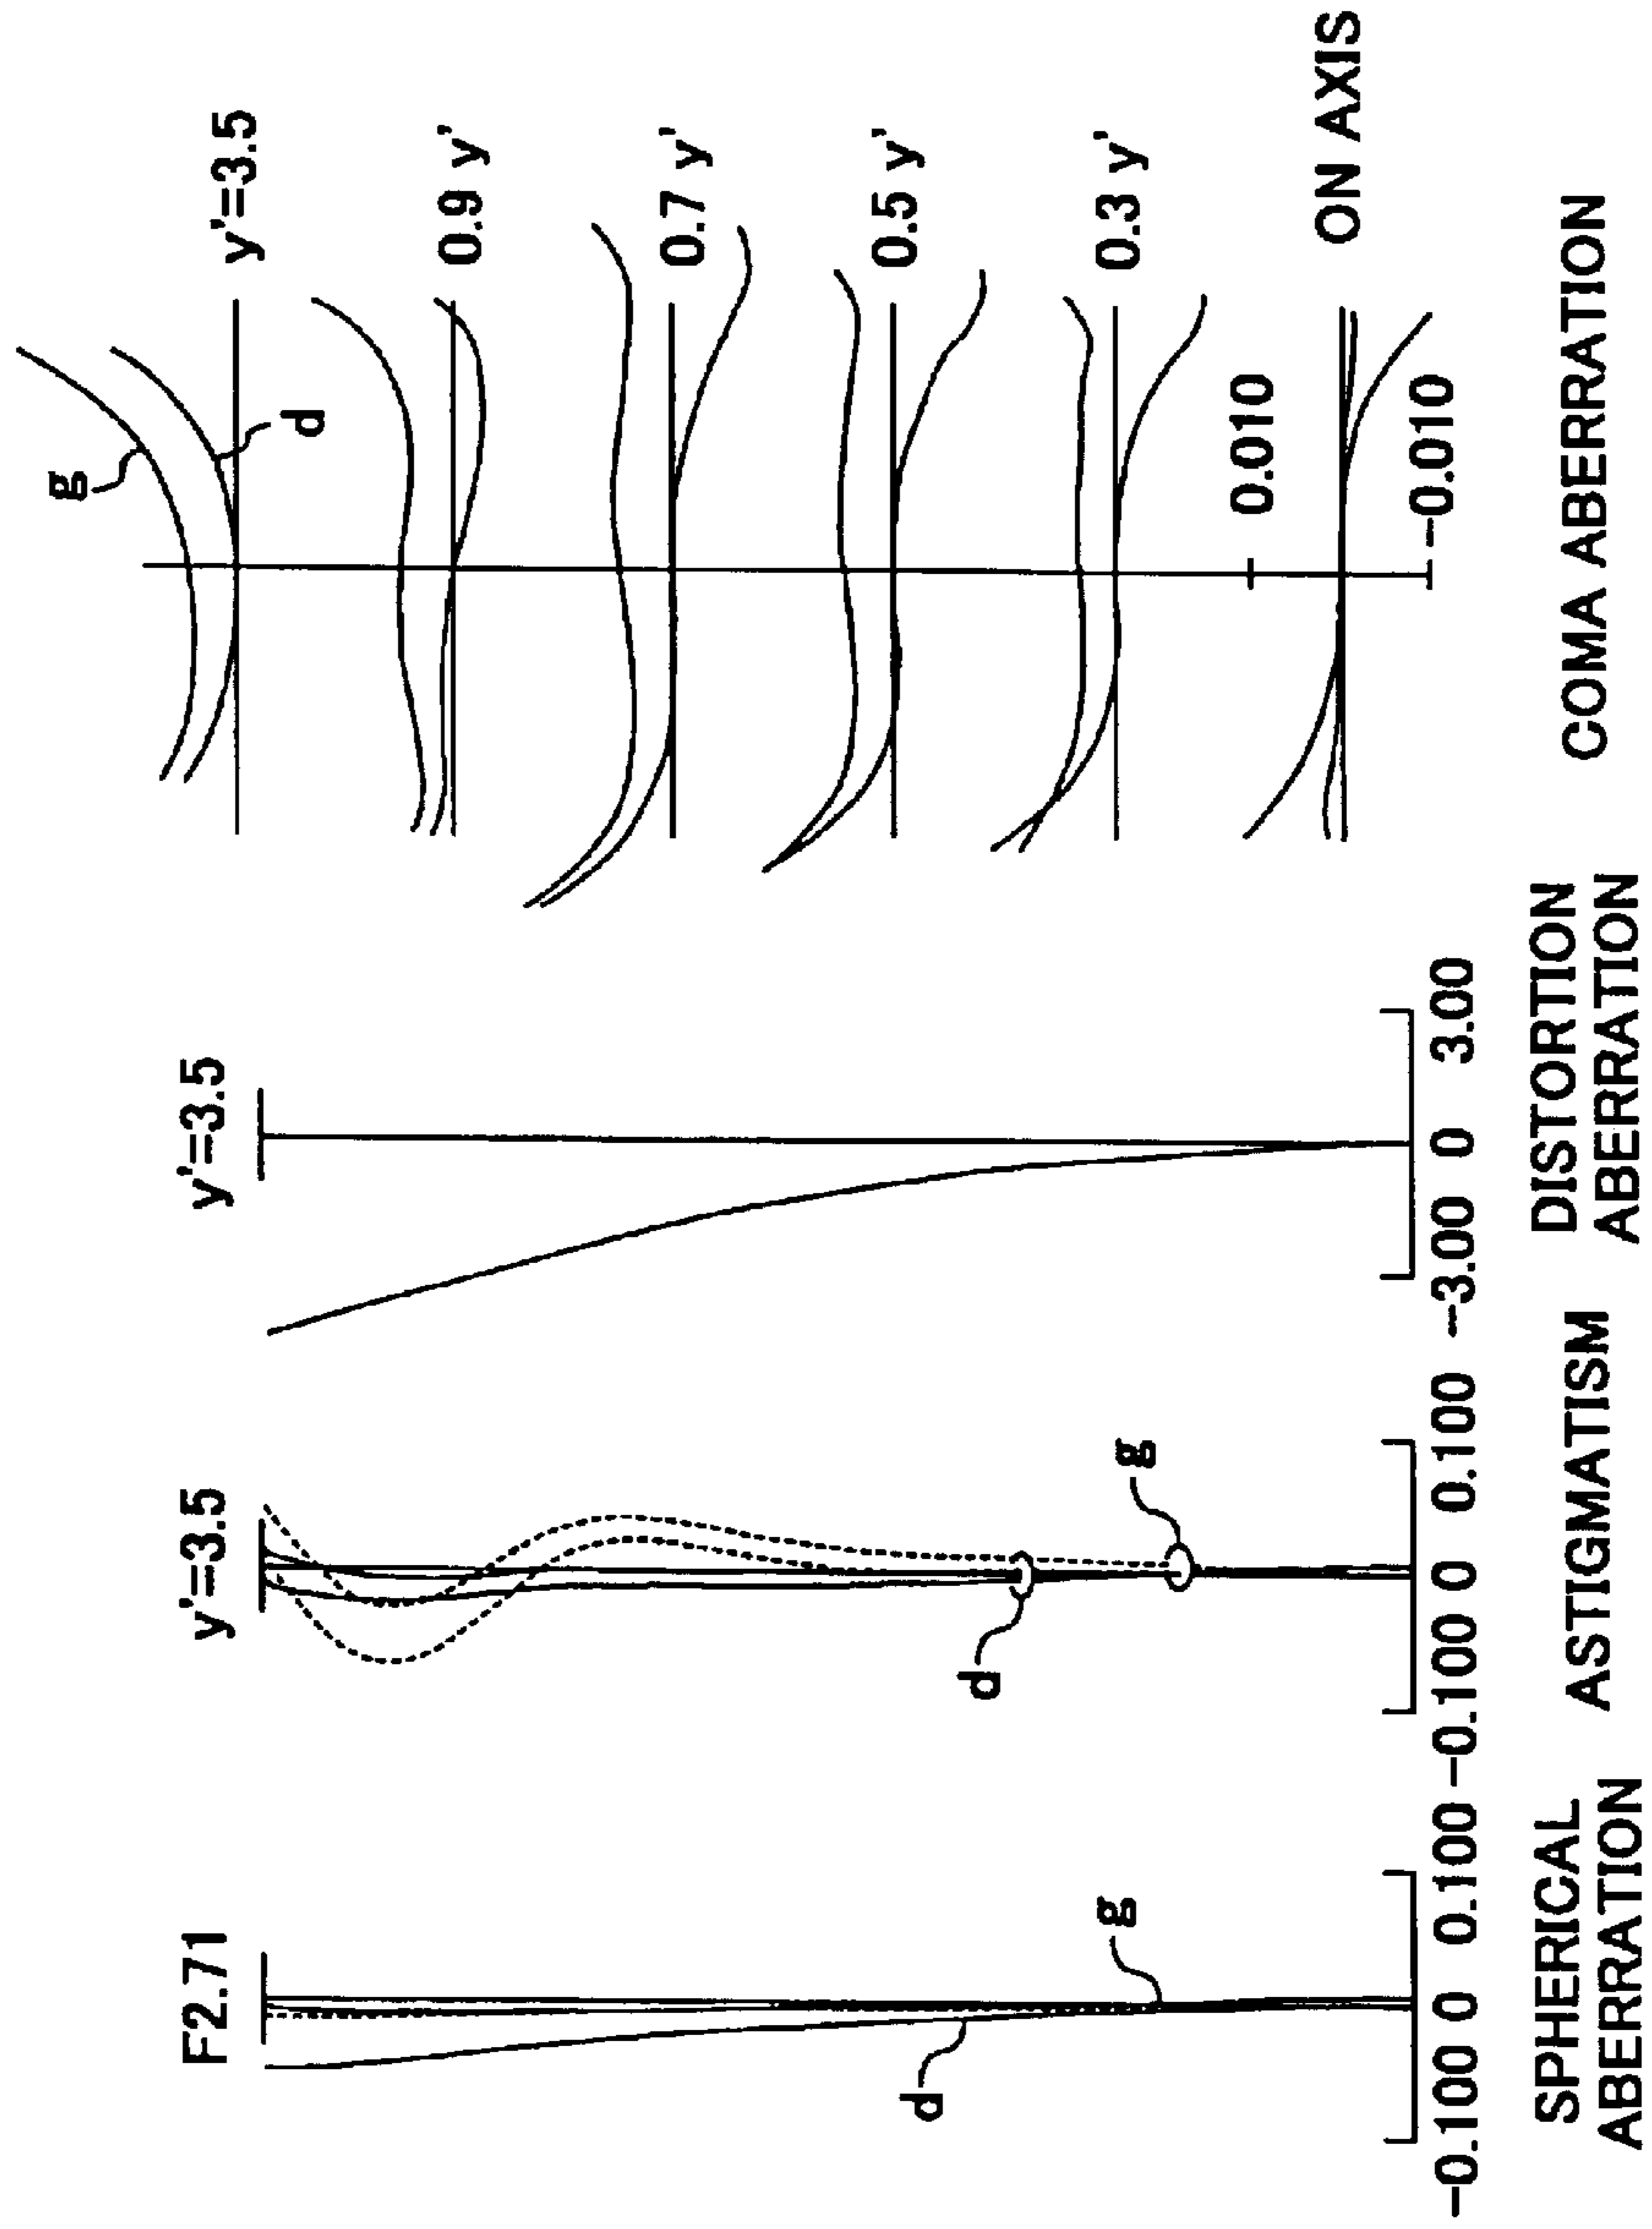 F2.71
d
g
-0.100 0 0.100
SPHERICAL
ABERRATION
y'=3.5
d
g
-0.100 0 0.100
ASTIGMATISM
y'=3.5
-3.00 0 3.00
DISTORTION
ABERRATION
g
d
y'=3.5
0.9 y'
0.7 y'
0.5 y'
0.3 y'
0.010
ON AXIS
-0.010
COMA ABERRATION